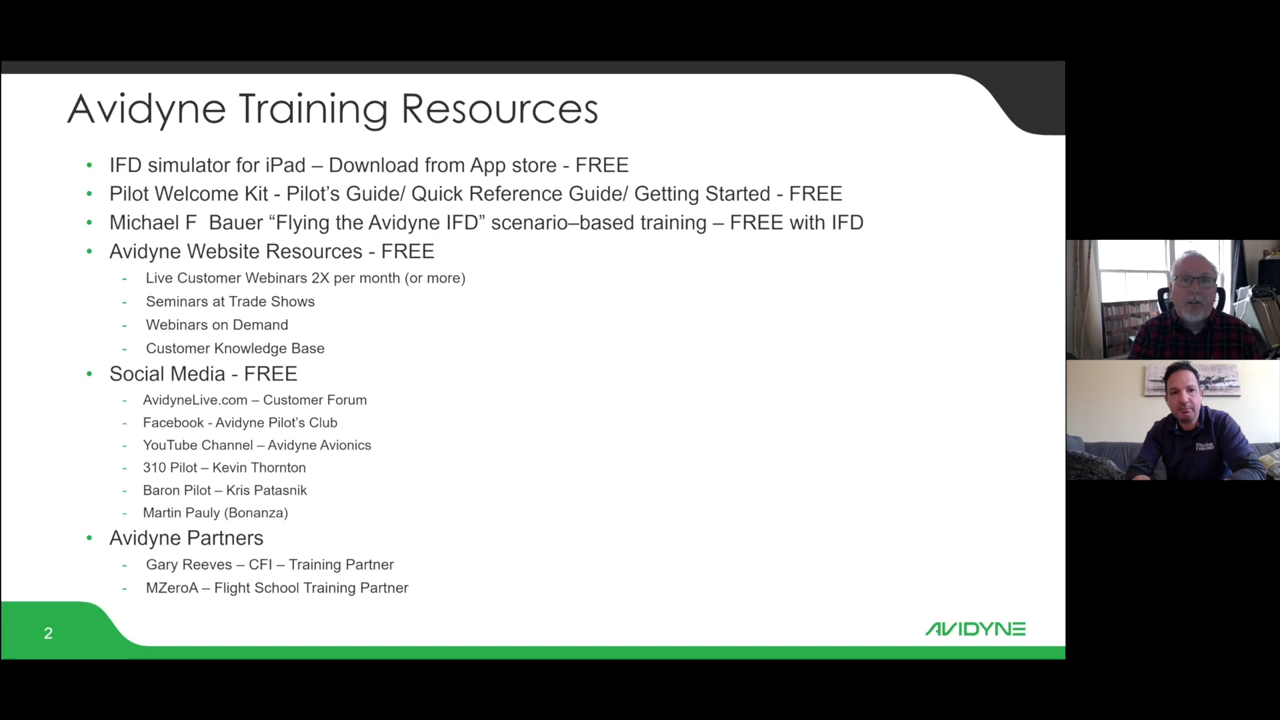 Avidyne Training Resources
• IFD simulator for iPad – Download from App store - FREE
• Pilot Welcome Kit - Pilot's Guide/ Quick Reference Guide/ Getting Started - FREE
• Michael F Bauer “Flying the Avidyne IFD” scenario–based training – FREE with IFD
• Avidyne Website Resources - FREE
- Live Customer Webinars 2X per month (or more)
- Seminars at Trade Shows
- Webinars on Demand
- Customer Knowledge Base
• Social Media - FREE
- AvidyneLive.com – Customer Forum
- Facebook - Avidyne Pilot's Club
- YouTube Channel – Avidyne Avionics
- 310 Pilot – Kevin Thornton
- Baron Pilot – Kris Patasnik
- Martin Pauly (Bonanza)
• Avidyne Partners
- Gary Reeves – CFI – Training Partner
- MZeroA – Flight School Training Partner
2
AVIDYNE